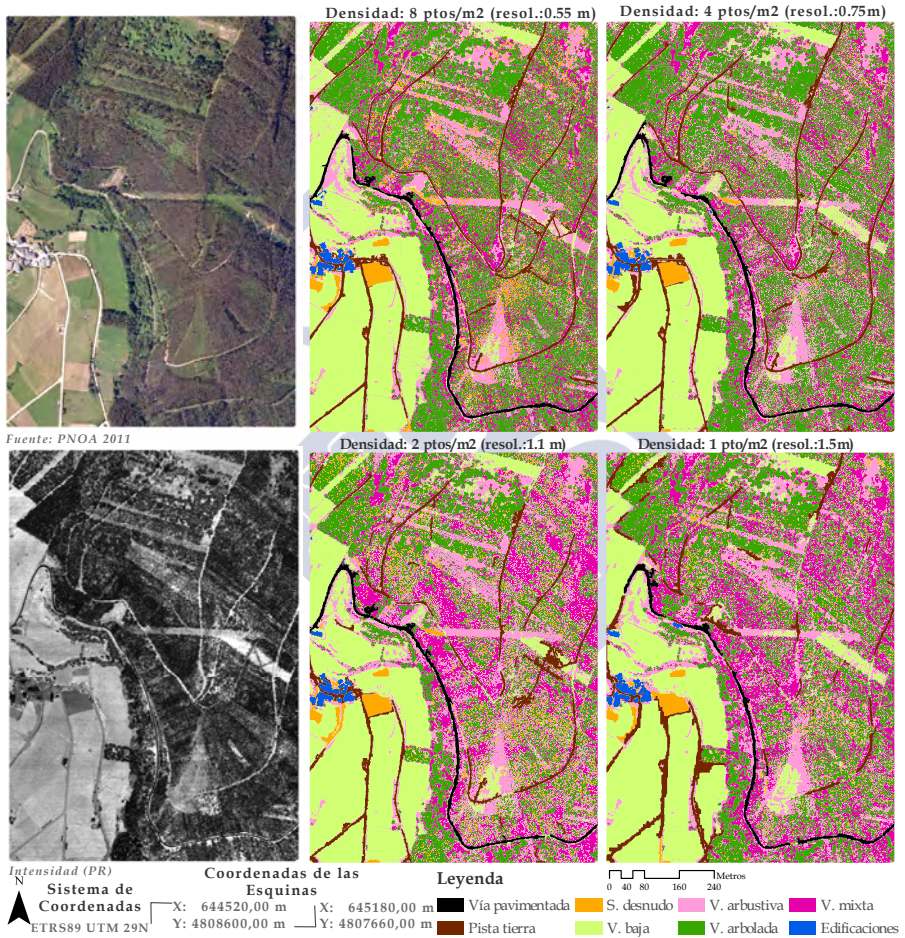 Densidad: 8 ptos/m2 (resol.:0.55 m)
Densidad: 4 ptos/m2 (resol.:0.75m)
Fuente: PNOA 2011
Densidad: 2 ptos/m2 (resol.:1.1 m)
Densidad: 1 pto/m2 (resol.:1.5m)
Intensidad (PR)
N
Sistema de
Coordenadas
ETRS89 UTM 29N
Coordenadas de las
Esquinas
X: 644520,00 m
Y: 4808600,00 m
X: 645180,00 m
Y: 4807660,00 m
Leyenda
Metros
0 40 80 160 240
Vía pavimentada
S. desnudo
V. arbustiva
V. mixta
Pista tierra
V. baja
V. arbolada
Edificaciones